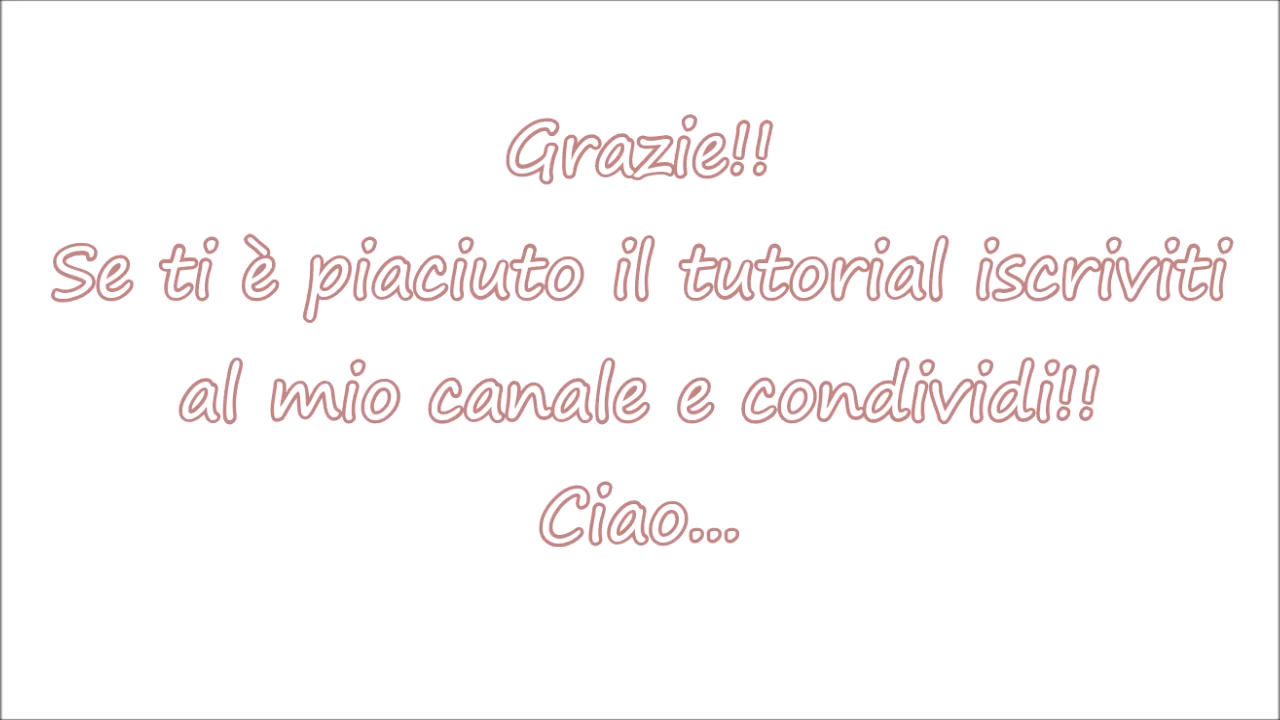 Grazie!!
Se ti è piaciuto il tutorial iscriviti
al mio canale e condividi!!
Ciao...